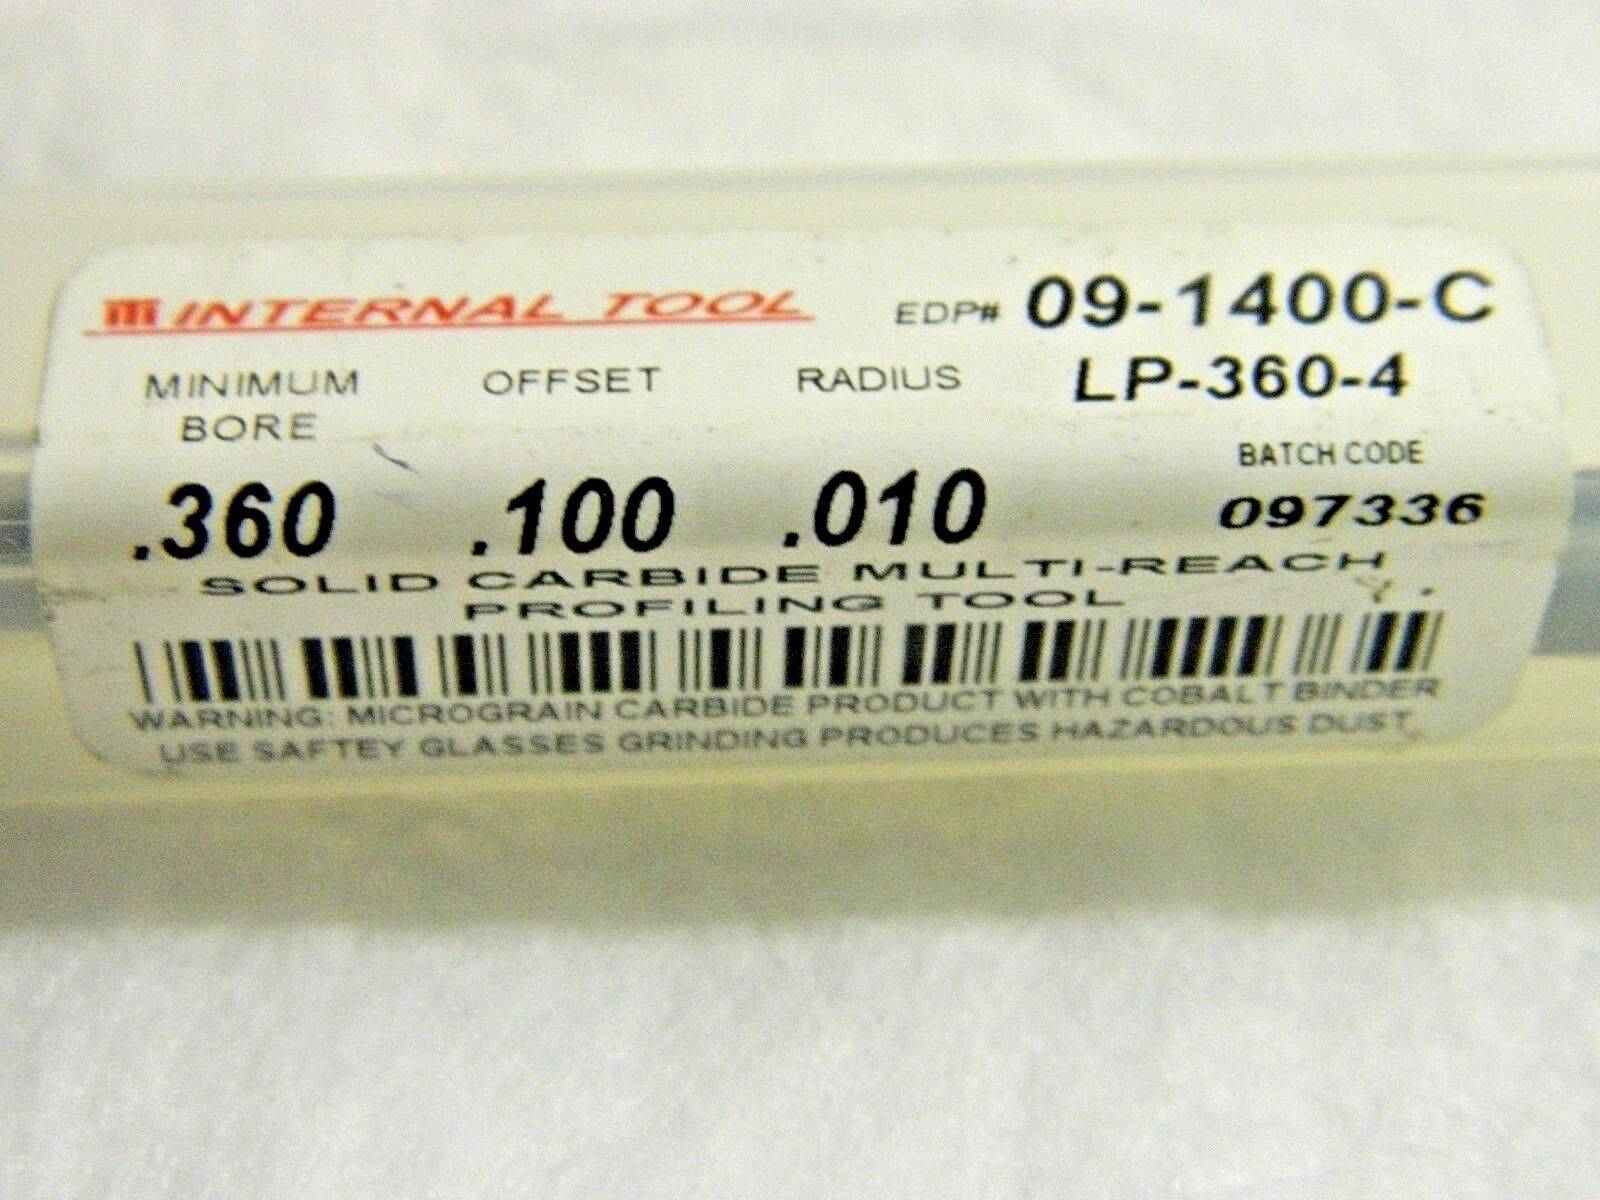 INTERNAL TOOL EDP# 09-1400-C
LP-360-4
MINIMUM BORE OFFSET RADIUS
.360 .100 .010
BATCH CODE
097336
SOLID CARBIDE MULTI-REACH
PROFILING TOOL
WARNING: MICROGRAIN CARBIDE PRODUCT WITH COBALT BINDER
USE SAFTEY GLASSES GRINDING PRODUCES HAZARDOUS DUST